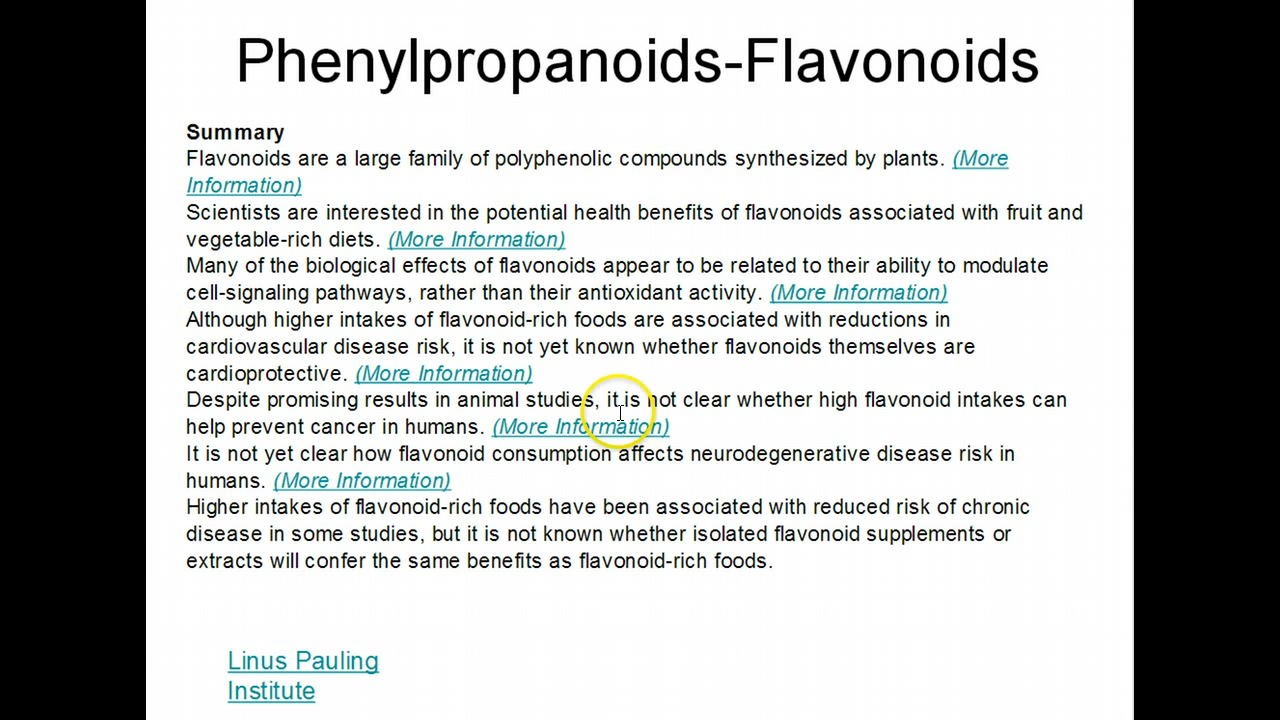 Phenylpropanoids-Flavonoids
Summary
Flavonoids are a large family of polyphenolic compounds synthesized by plants. (More
Information)
Scientists are interested in the potential health benefits of flavonoids associated with fruit and
vegetable-rich diets. (More Information)
Many of the biological effects of flavonoids appear to be related to their ability to modulate
cell-signaling pathways, rather than their antioxidant activity. (More Information)
Although higher intakes of flavonoid-rich foods are associated with reductions in
cardiovascular disease risk, it is not yet known whether flavonoids themselves are
cardioprotective. (More Information)
Despite promising results in animal studies, it is not clear whether high flavonoid intakes can
help prevent cancer in humans. (More Information)
It is not yet clear how flavonoid consumption affects neurodegenerative disease risk in
humans. (More Information)
Higher intakes of flavonoid-rich foods have been associated with reduced risk of chronic
disease in some studies, but it is not known whether isolated flavonoid supplements or
extracts will confer the same benefits as flavonoid-rich foods.
Linus Pauling
Institute